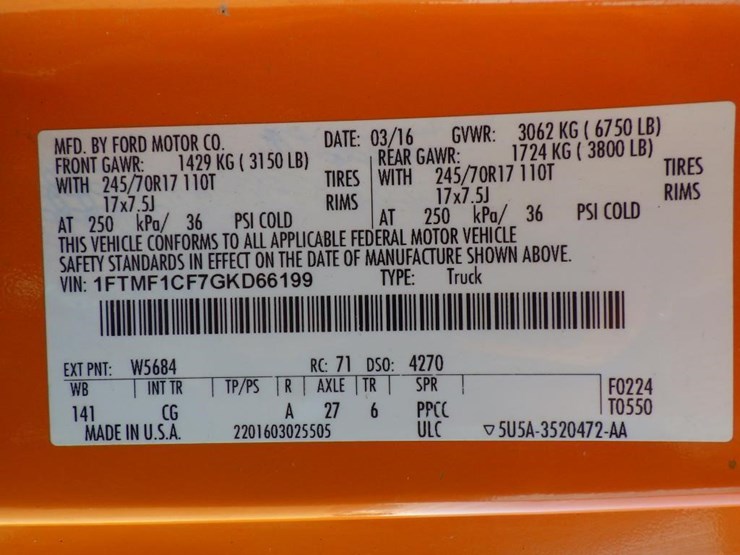 MFD. BY FORD MOTOR CO. DATE: 03/16 GVWR: 3062 KG ( 6750 LB)
FRONT GAWR: 1429 KG ( 3150 LB) REAR GAWR: 1724 KG ( 3800 LB)
WITH 245/70R17 110T TIRES WITH 245/70R17 110T TIRES
17x7.5J RIMS 17x7.5J RIMS
AT 250 kPa/ 36 PSI COLD AT 250 kPa/ 36 PSI COLD
THIS VEHICLE CONFORMS TO ALL APPLICABLE FEDERAL MOTOR VEHICLE
SAFETY STANDARDS IN EFFECT ON THE DATE OF MANUFACTURE SHOWN ABOVE.
VIN: 1FTMF1CF7GKD66199 TYPE: Truck
EXT PNT: W5684 RC: 71 DSO: 4270
WB INT TR TP/PS R AXLE TR SPR F0224
141 CG A 27 6 PPCC T0550
MADE IN U.S.A. 2201603025505 ULC ▽5U5A-3520472-AA